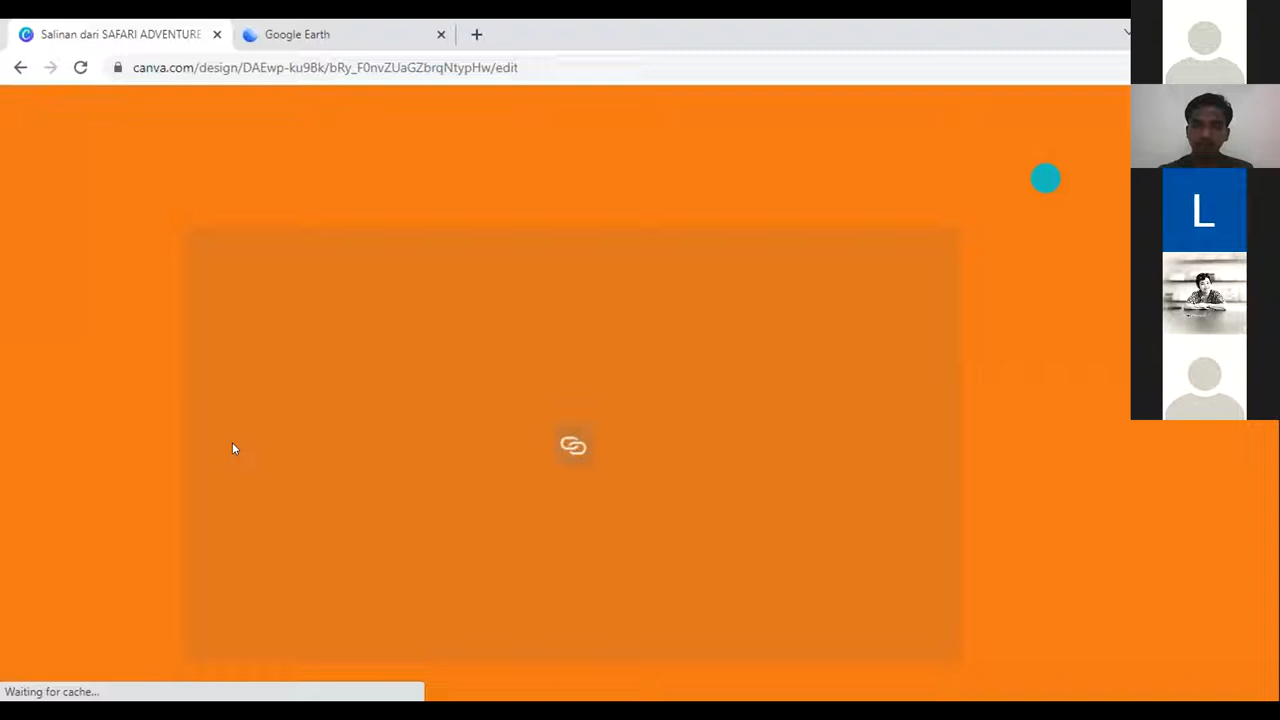 Salinan dari SAFARI ADVENTURE
Google Earth
canva.com/design/DAEwp-ku9Bk/bRy_F0nvZUaGZbrqNtypHw/edit
L
Waiting for cache...